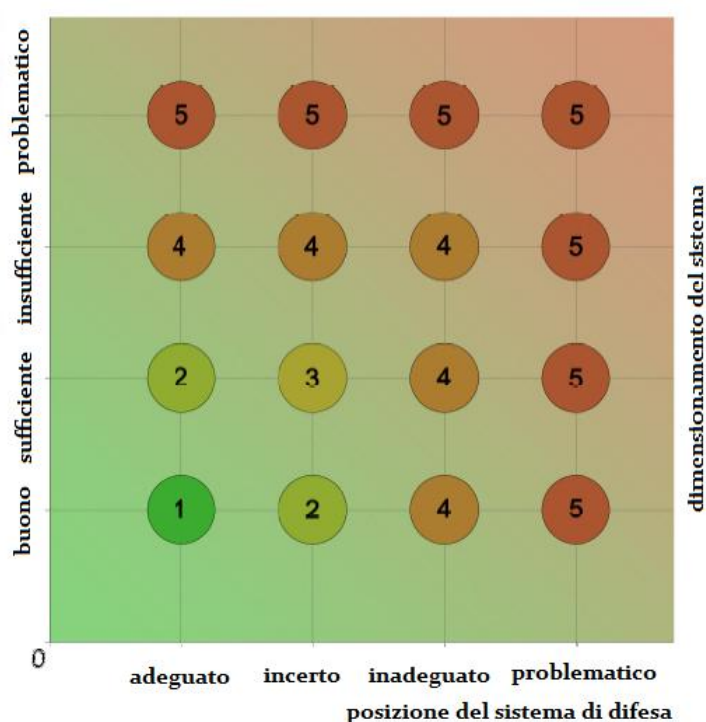 problematico
5 5 5 5
insufficiente
4 4 4 5
sufficiente
2 3 4 5
buono
1 2 4 5
0
adeguato incerto inadeguato problematico
posizione del sistema di difesa
dimensionamento del sistema